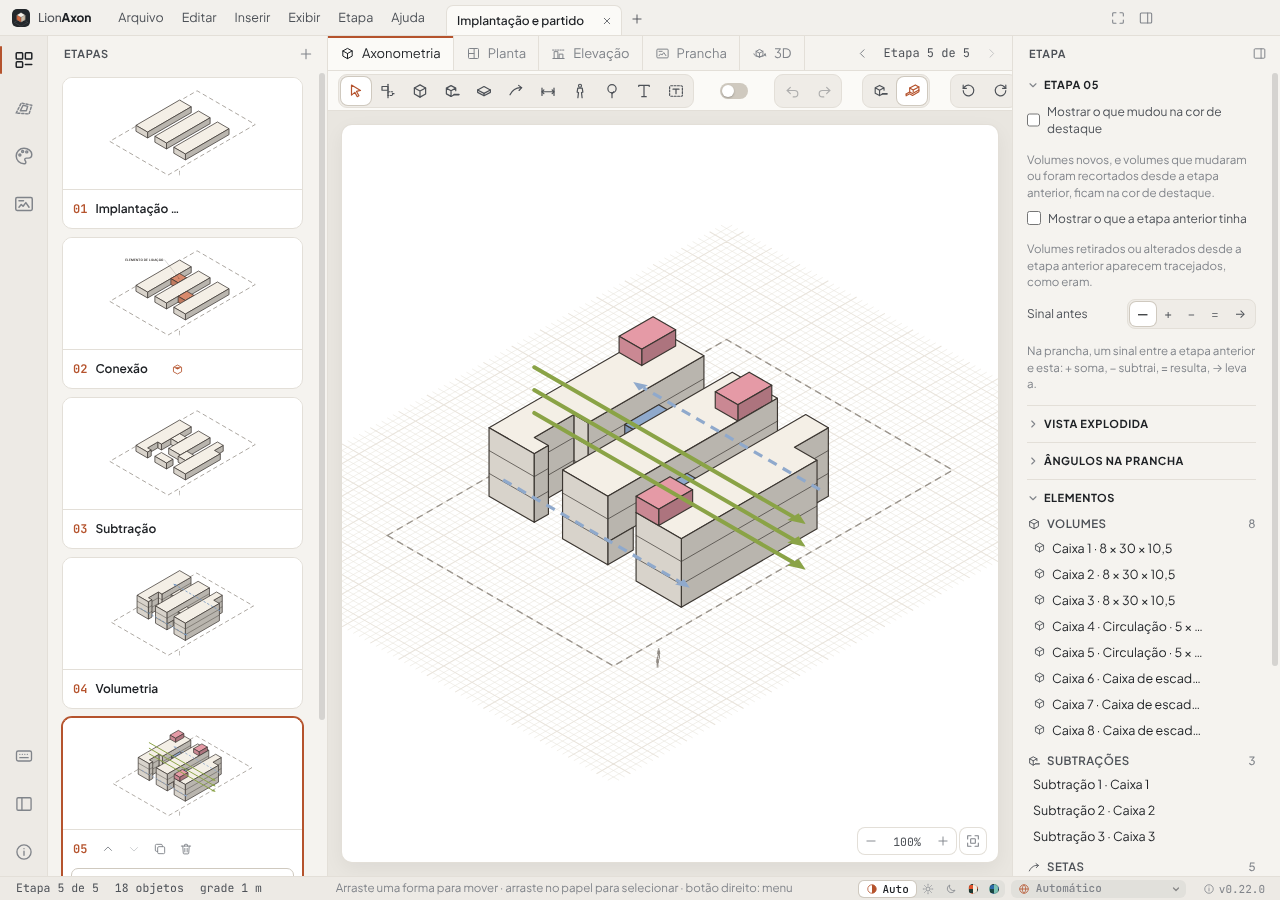 LionAxon
Arquivo Editar Inserir Exibir Etapa Ajuda
Implantação e partido
ETAPAS
Axonometria Planta Elevação Prancha 3D
Etapa 5 de 5
ETAPA
01 Implantação ...
ELEMENTO DE LIGAÇÃO
02 Conexão
03 Subtração
04 Volumetria
05
100%
ETAPA 05
Mostrar o que mudou na cor de
destaque
Volumes novos, e volumes que mudaram
ou foram recortados desde a etapa
anterior, ficam na cor de destaque.
Mostrar o que a etapa anterior tinha
Volumes retirados ou alterados desde a
etapa anterior aparecem tracejados,
como eram.
Sinal antes — + − = →
Na prancha, um sinal entre a etapa anterior
e esta: + soma, − subtrai, = resulta, → leva
a.
VISTA EXPLODIDA
ÂNGULOS NA PRANCHA
ELEMENTOS
VOLUMES 8
Caixa 1 · 8 × 30 × 10,5
Caixa 2 · 8 × 30 × 10,5
Caixa 3 · 8 × 30 × 10,5
Caixa 4 · Circulação · 5 × ...
Caixa 5 · Circulação · 5 × ...
Caixa 6 · Caixa de escad...
Caixa 7 · Caixa de escad...
Caixa 8 · Caixa de escad...
SUBTRAÇÕES 3
Subtração 1 · Caixa 1
Subtração 2 · Caixa 2
Subtração 3 · Caixa 3
SETAS 5
Etapa 5 de 5 18 objetos grade 1 m
Arraste uma forma para mover · arraste no papel para selecionar · botão direito: menu
Auto
Automático
v0.22.0